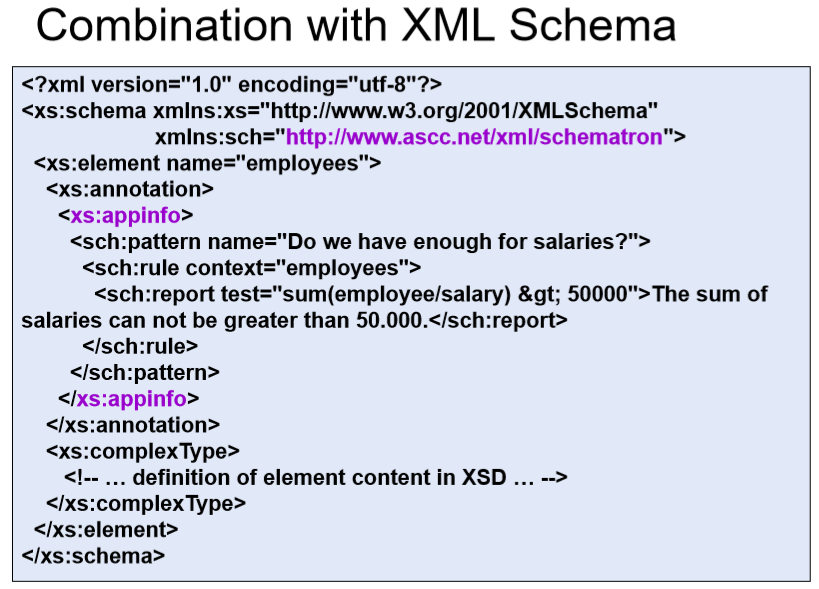 Combination with XML Schema
<?xml version="1.0" encoding="utf-8"?>
<xs:schema xmlns:xs="http://www.w3.org/2001/XMLSchema"
xmlns:sch="http://www.ascc.net/xml/schematron">
<xs:element name="employees">
<xs:annotation>
<xs:appinfo>
<sch:pattern name="Do we have enough for salaries?">
<sch:rule context="employees">
<sch:report test="sum(employee/salary) &gt; 50000">The sum of
salaries can not be greater than 50.000.</sch:report>
</sch:rule>
</sch:pattern>
</xs:appinfo>
</xs:annotation>
<xs:complexType>
<!-- … definition of element content in XSD … -->
</xs:complexType>
</xs:element>
</xs:schema>